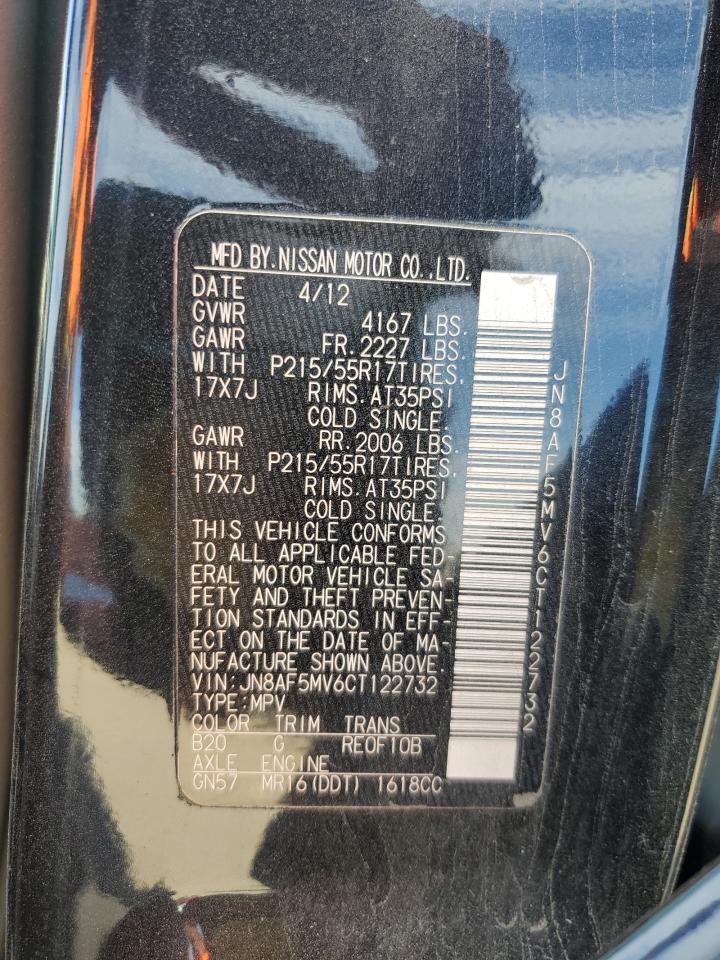 MFD BY.NISSAN MOTOR CO.,LTD.
DATE 4/12
GVWR 4167 LBS.
GAWR FR.2227 LBS.
WITH P215/55R17TIRES,
17X7J RIMS.AT35PSI
COLD SINGLE.
GAWR RR.2006 LBS.
WITH P215/55R17TIRES,
17X7J RIMS.AT35PSI
COLD SINGLE.
THIS VEHICLE CONFORMS
TO ALL APPLICABLE FED-
ERAL MOTOR VEHICLE SA-
FETY AND THEFT PREVEN-
TION STANDARDS IN EFF-
ECT ON THE DATE OF MA-
NUFACTURE SHOWN ABOVE.
VIN:JN8AF5MV6CT122732
TYPE:MPV
COLOR TRIM TRANS
B20 G RE0F10B
AXLE ENGINE
GN57 MR16(DDT) 1618CC
JN8AF5MV6CT122732